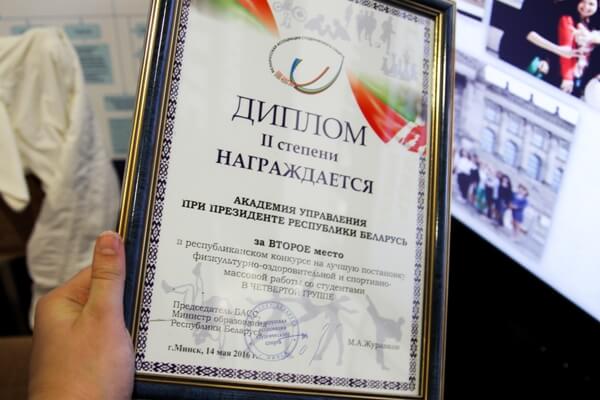 ДИПЛОМ
II степени
НАГРАЖДАЕТСЯ
АКАДЕМИЯ УПРАВЛЕНИЯ
ПРИ ПРЕЗИДЕНТЕ РЕСПУБЛИКИ БЕЛАРУСЬ
за ВТОРОЕ место
в республиканском конкурсе на лучшую постановку
физкультурно-оздоровительной и спортивно-
массовой работы со студентами
В ЧЕТВЕРТОЙ ГРУППЕ
Председатель БАСС
Министр образования
Республики Беларусь
г.Минск, 14 мая 2016 г.